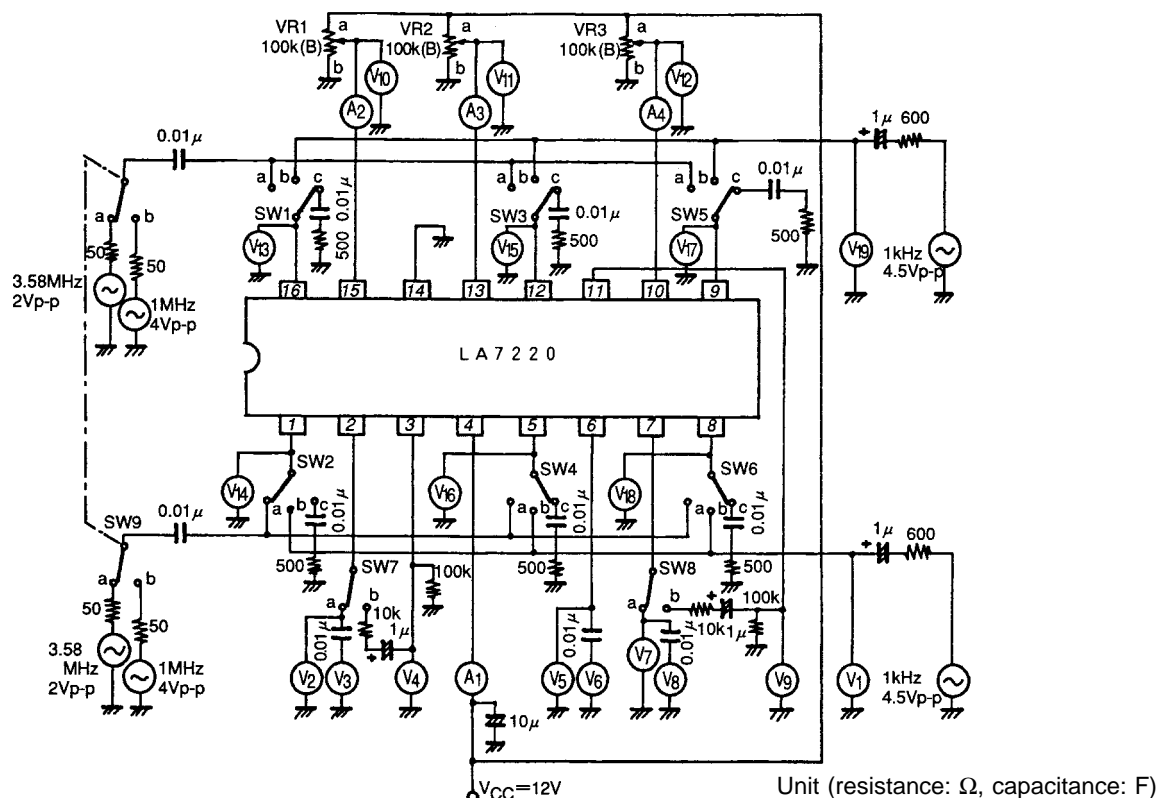 VR1 a VR2 a VR3 a
100k(B) 100k(B) 100k(B)
b b b
V10 V11 V12
A2 A3 A4
1μ 600
0.01μ
a b c a b c a b c 0.01μ
0.01μ 0.01μ
SW1 SW3 SW5
a b
50 50
500 500 500
V13 V15 V17 V19
1kHz
4.5Vp-p
3.58MHz
2Vp-p
1MHz
4Vp-p
16 15 14 13 12 11 10 9
LA7220
1 2 3 4 5 6 7 8
SW2 SW4 SW6
V14 V16 V18
0.01μ
a b c a b c a b c
0.01μ 0.01μ 0.01μ
SW9
1μ 600
a b
50 50
500 500 500
SW7 100k SW8
a b a b 100k
10k 10k 1μ
0.01μ 1μ 0.01μ 0.01μ
3.58
MHz
2Vp-p
1MHz
4Vp-p
V2 V3 V4 A1 V5 V6 V7 V8 V9 V1
1kHz
4.5Vp-p
10μ
VCC=12V
Unit (resistance: Ω, capacitance: F)